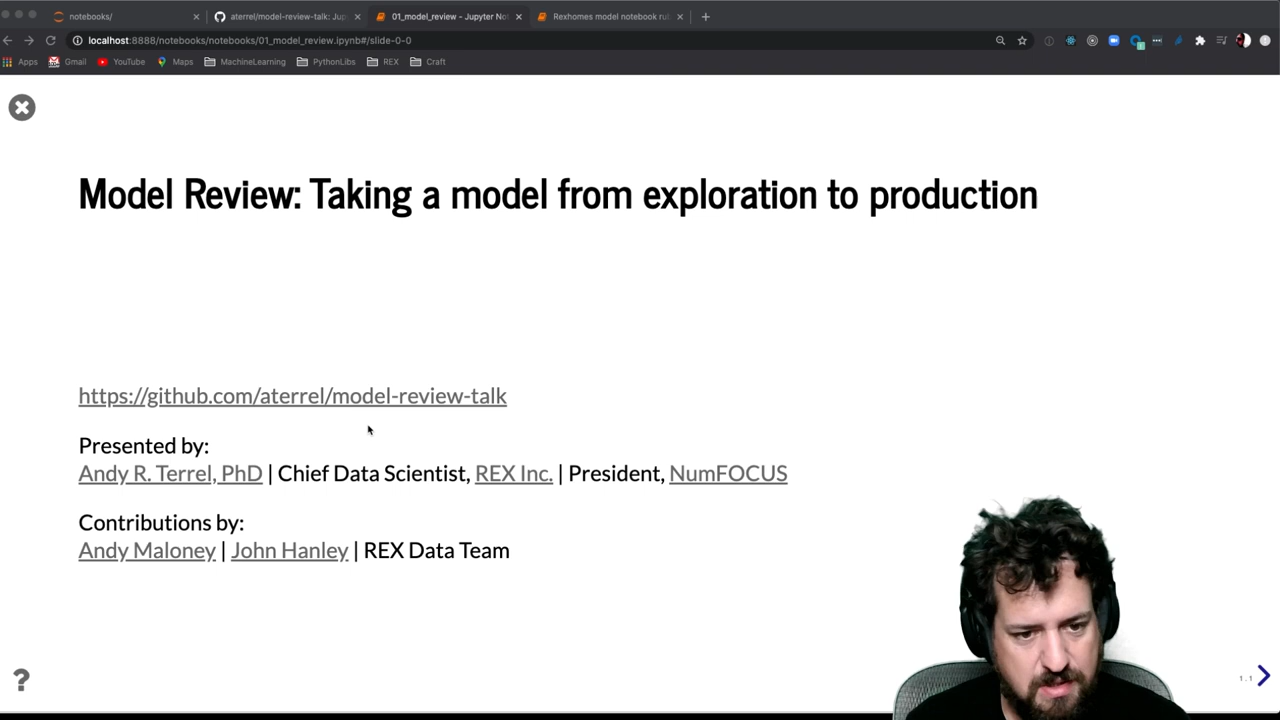 notebooks/
aterrel/model-review-talk: Jup
01_model_review - Jupyter No
Rexhomes model notebook ru
localhost:8888/notebooks/notebooks/01_model_review.ipynb#/slide-0-0
Apps Gmail YouTube Maps MachineLearning PythonLibs REX Craft
Model Review: Taking a model from exploration to production
https://github.com/aterrel/model-review-talk
Presented by:
Andy R. Terrel, PhD | Chief Data Scientist, REX Inc. | President, NumFOCUS
Contributions by:
Andy Maloney | John Hanley | REX Data Team
?
1.1